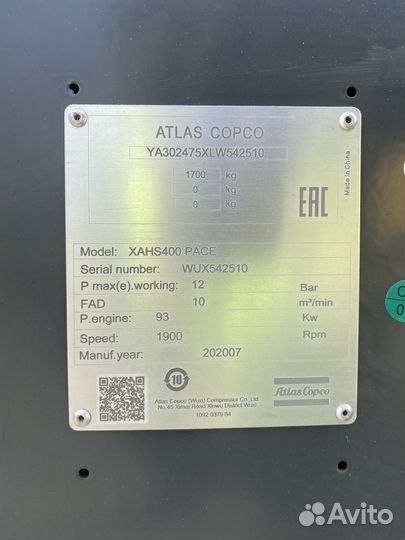 ATLAS COPCO
YA302475XLW542510
1700 kg
0 kg
0 kg
EAC
Made in China
Model: XAHS400 PACE
Serial number: WUX542510
P max(e).working: 12 Bar
FAD 10 m³/min
P.engine: 93 Kw
Speed: 1900 Rpm
Manuf.year: 202007
10
Atlas Copco
Atlas Copco (Wuxi) Compressor Co.,Ltd
No.45 Ximei Road Xinwu District Wuxi
1092 0379 84
Avito